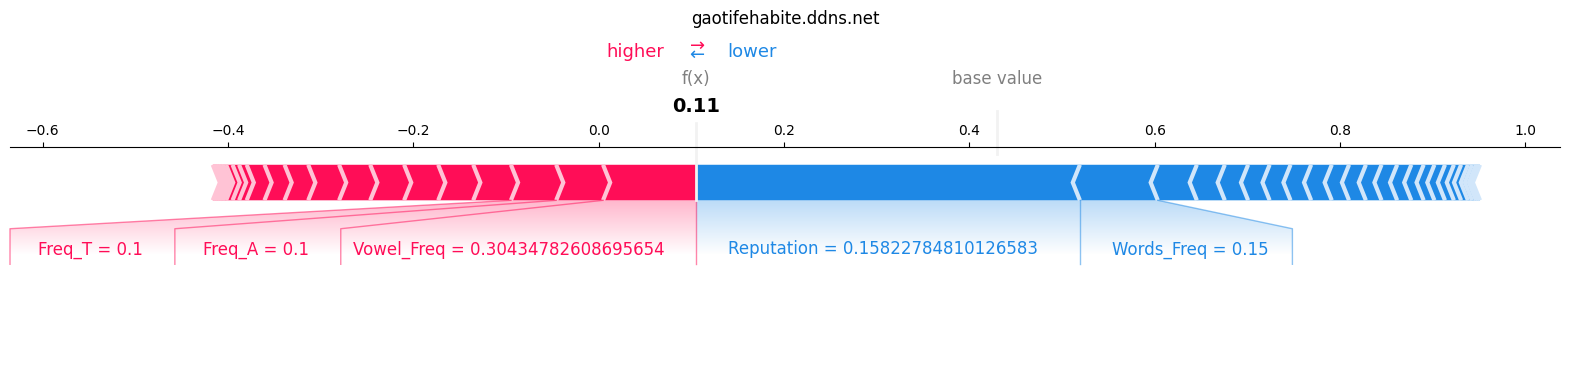 gaotifehabite.ddns.net
higher ⇄ lower
f(x) base value
0.11
−0.6 −0.4 −0.2 0.0 0.2 0.4 0.6 0.8 1.0
Freq_T = 0.1 Freq_A = 0.1 Vowel_Freq = 0.30434782608695654 Reputation = 0.15822784810126583 Words_Freq = 0.15